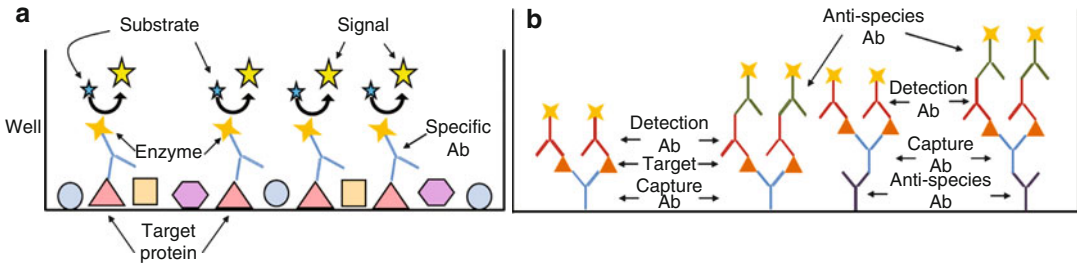 a
Substrate
Signal
Well
Enzyme
Specific
Ab
Target
protein
b
Anti-species
Ab
Detection
Ab
Detection
Ab
Target
Capture
Ab
Capture
Ab
Anti-species
Ab